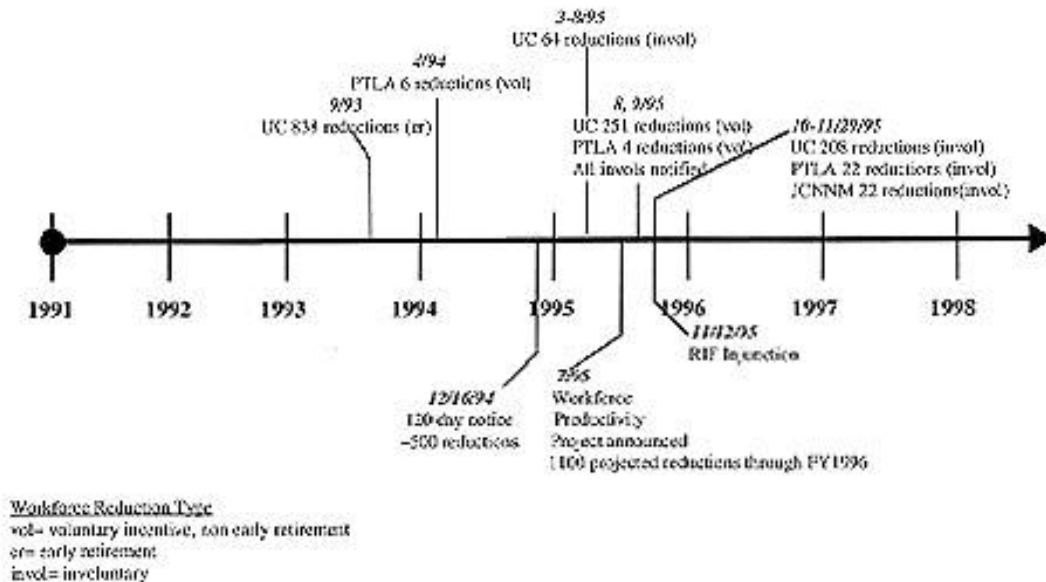 3-8/95
UC 64 reductions (invol)
4/94
PTLA 6 reductions (vol)
9/93
UC 838 reductions (er)
8, 9/95
UC 251 reductions (vol)
PTLA 4 reductions (vol)
All invols notified
10-11/29/95
UC 208 reductions (invol)
PTLA 22 reductions (invol)
JCNNM 22 reductions(invol)
1991
1992
1993
1994
1995
1996
1997
1998
11/12/95
RIF Injunction
12/16/94
120 day notice
~500 reductions
7/95
Workforce
Productivity
Project announced
1100 projected reductions through FY1996
Workforce Reduction Type
vol= voluntary incentive, non early retirement
er= early retirement
invol= involuntary